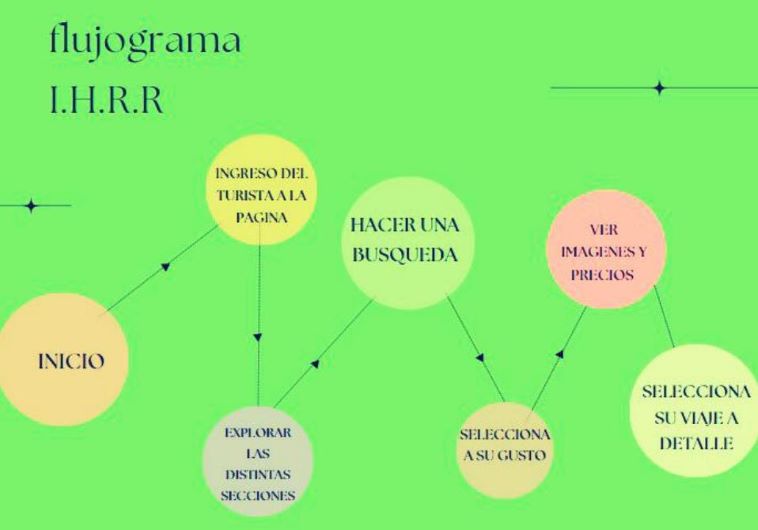 flujograma
I.H.R.R
INICIO
INGRESO DEL
TURISTA A LA
PAGINA
EXPLORAR
LAS
DISTINTAS
SECCIONES
HACER UNA
BUSQUEDA
SELECCIONA
A SU GUSTO
VER
IMAGENES Y
PRECIOS
SELECCIONA
SU VIAJE A
DETALLE